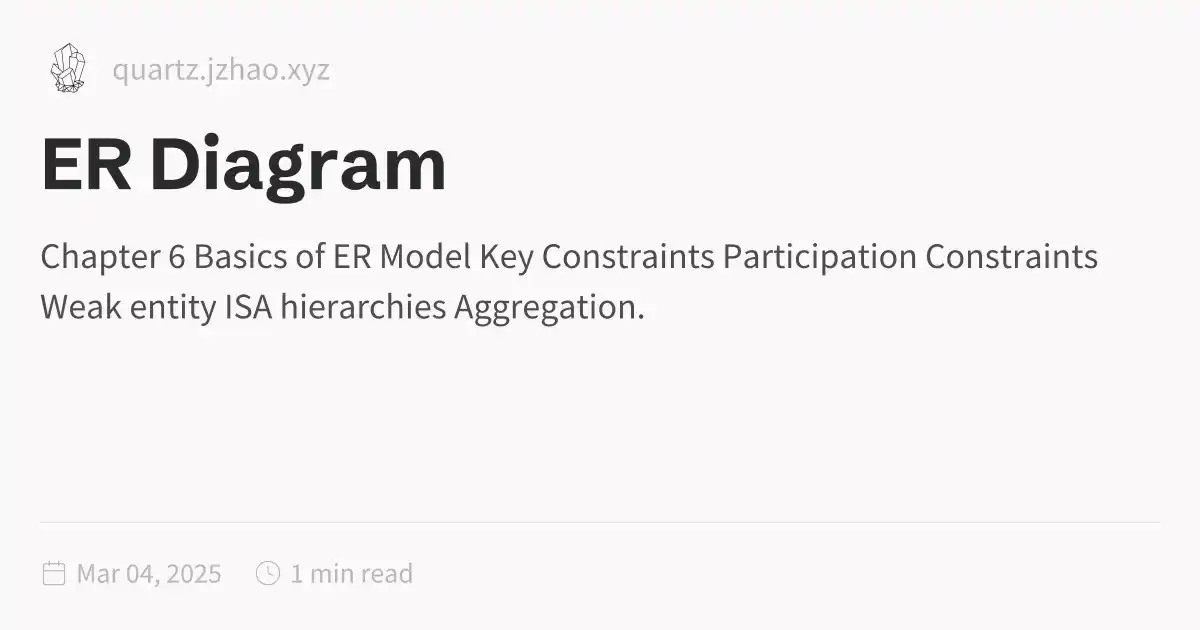 quartz.jzhao.xyz
ER Diagram
Chapter 6 Basics of ER Model Key Constraints Participation Constraints
Weak entity ISA hierarchies Aggregation.
Mar 04, 2025 1 min read